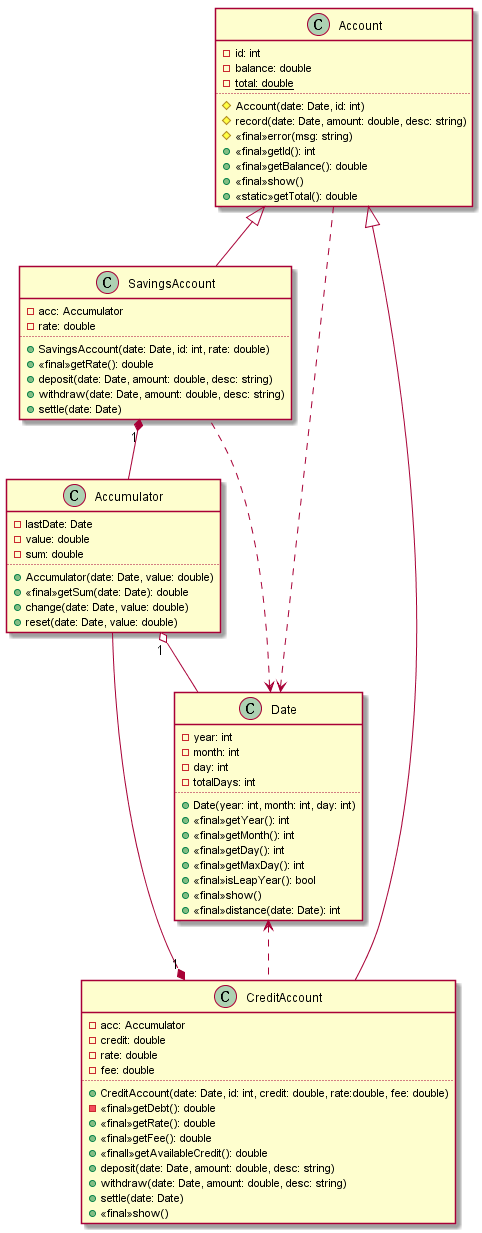 C Account
id: int
balance: double
total: double
Account(date: Date, id: int)
record(date: Date, amount: double, desc: string)
«final»error(msg: string)
«final»getId(): int
«final»getBalance(): double
«final»show()
«static»getTotal(): double
C SavingsAccount
acc: Accumulator
rate: double
SavingsAccount(date: Date, id: int, rate: double)
«final»getRate(): double
deposit(date: Date, amount: double, desc: string)
withdraw(date: Date, amount: double, desc: string)
settle(date: Date)
1
C Accumulator
lastDate: Date
value: double
sum: double
Accumulator(date: Date, value: double)
«final»getSum(date: Date): double
change(date: Date, value: double)
reset(date: Date, value: double)
1
C Date
year: int
month: int
day: int
totalDays: int
Date(year: int, month: int, day: int)
«final»getYear(): int
«final»getMonth(): int
«final»getDay(): int
«final»getMaxDay(): int
«final»isLeapYear(): bool
«final»show()
«final»distance(date: Date): int
1
C CreditAccount
acc: Accumulator
credit: double
rate: double
fee: double
CreditAccount(date: Date, id: int, credit: double, rate:double, fee: double)
«final»getDebt(): double
«final»getRate(): double
«final»getFee(): double
«finall»getAvailableCredit(): double
deposit(date: Date, amount: double, desc: string)
withdraw(date: Date, amount: double, desc: string)
settle(date: Date)
«final»show()